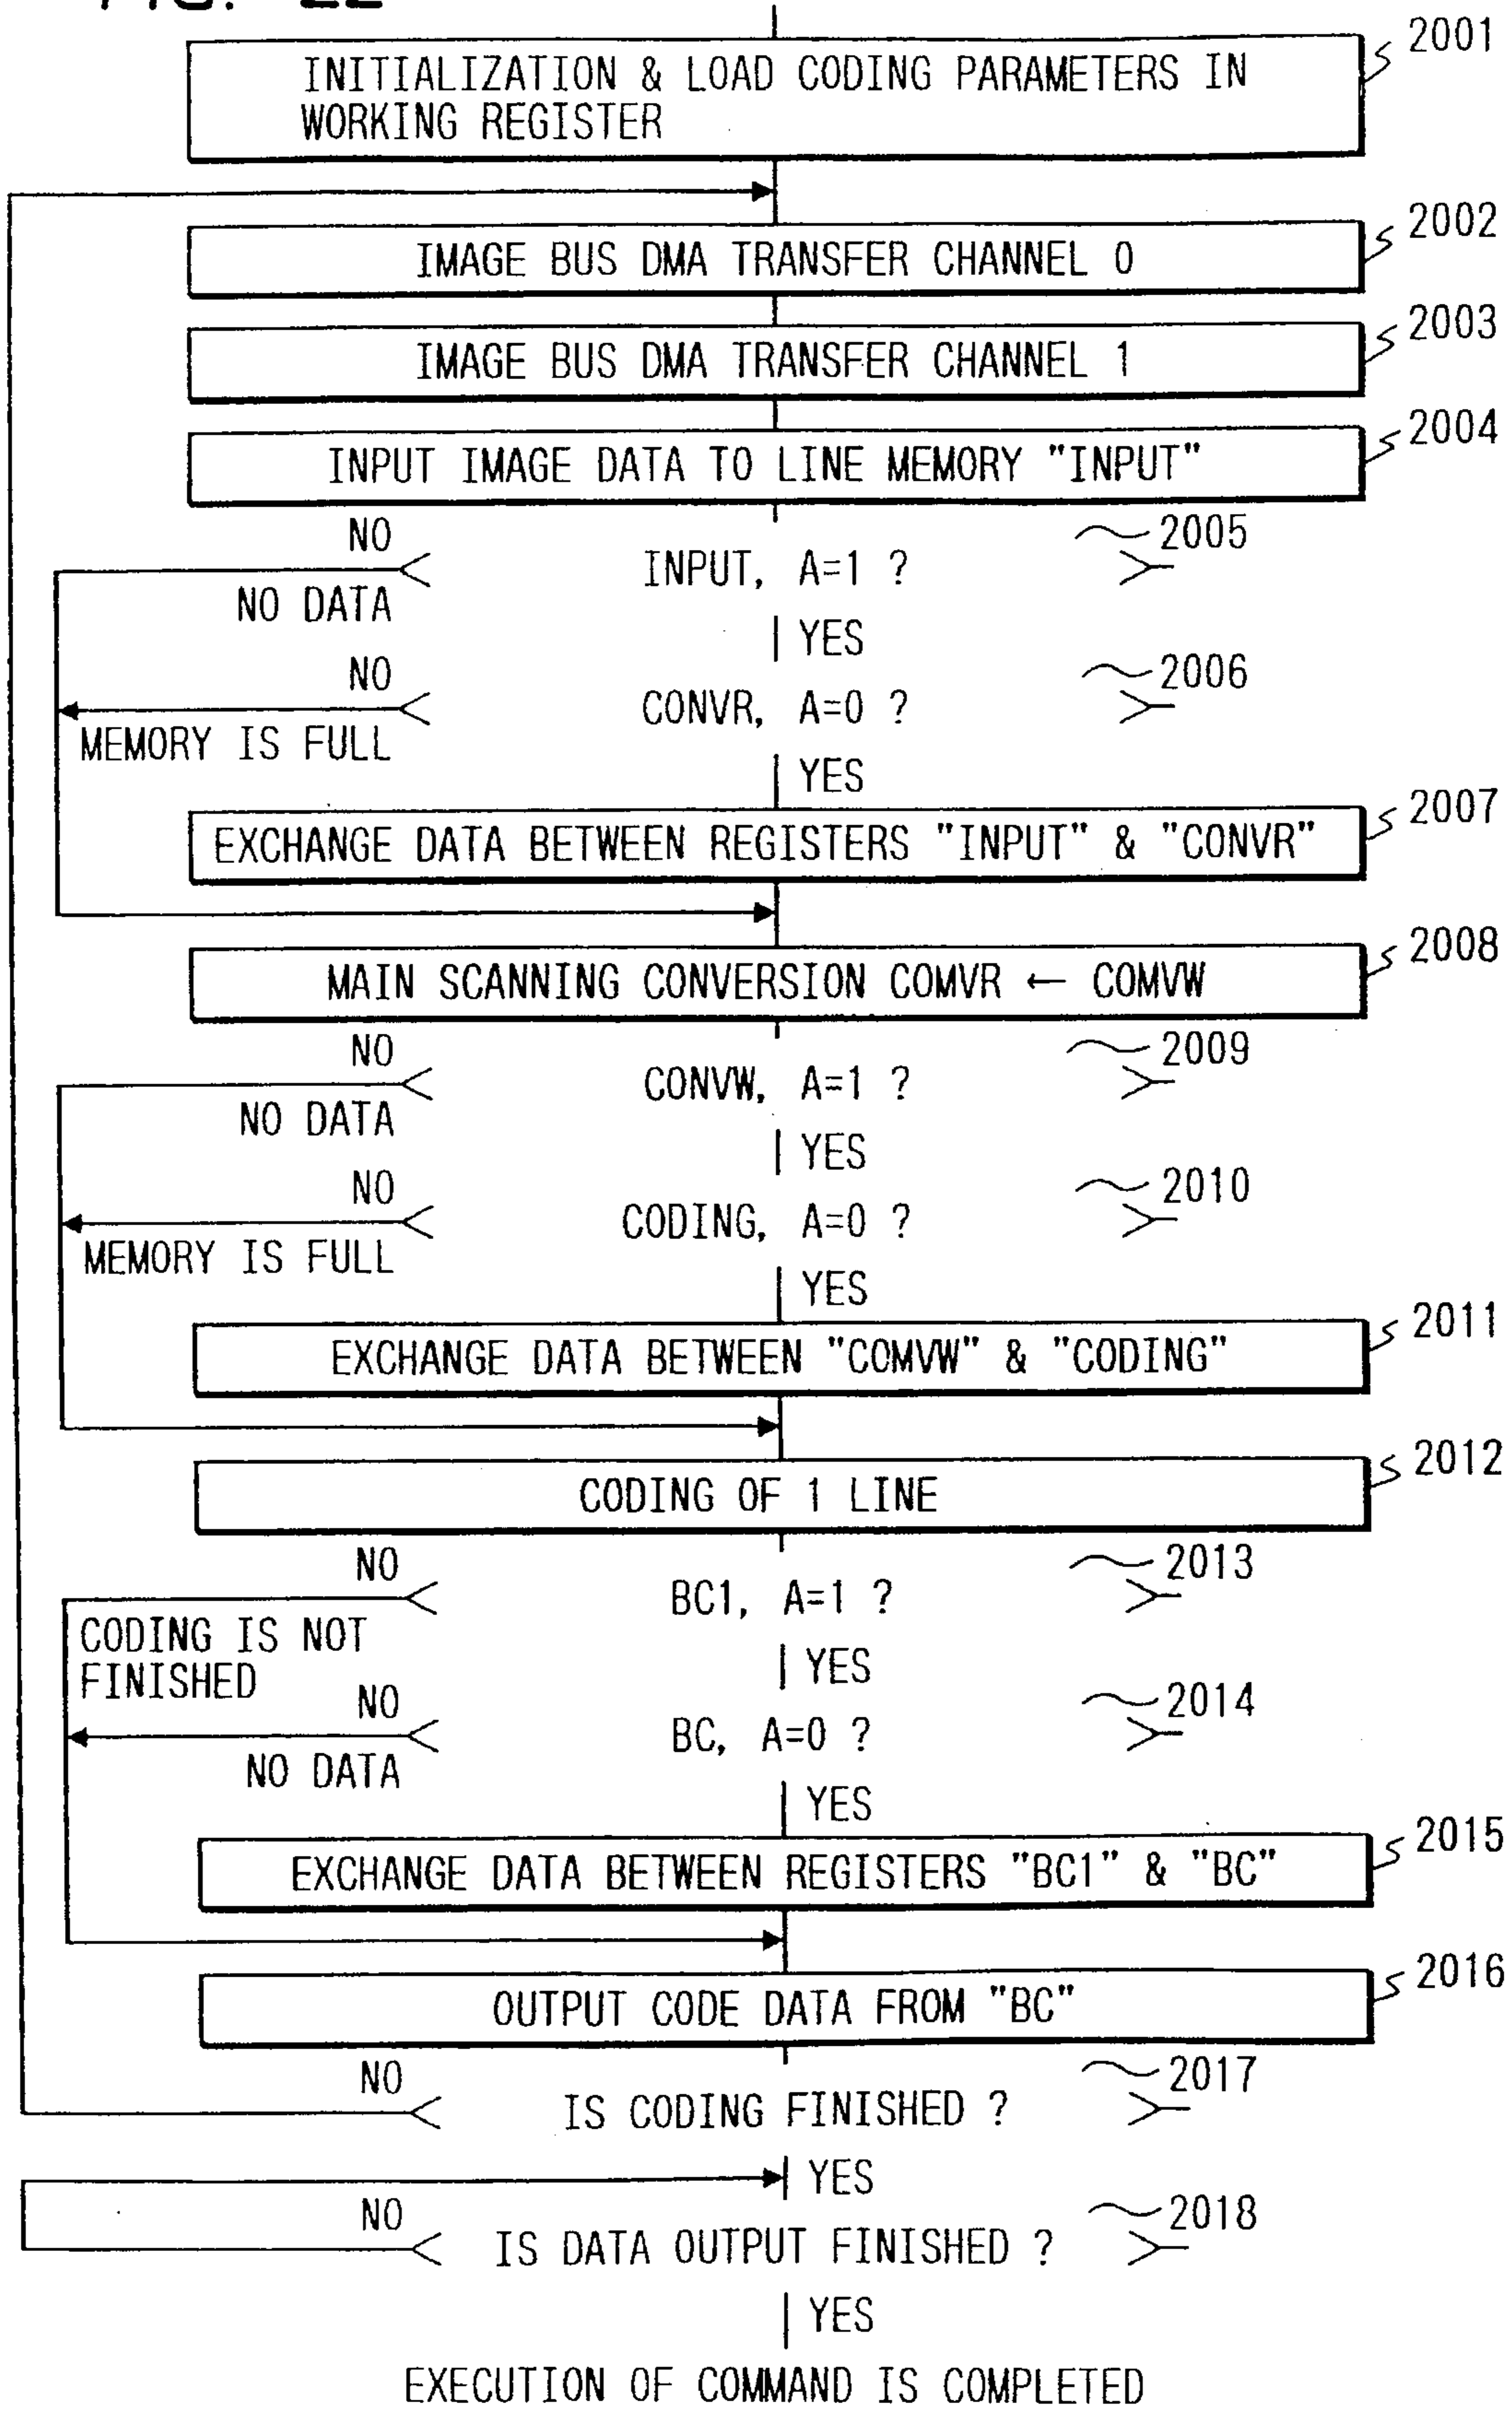 FIG. 22
2001
INITIALIZATION & LOAD CODING PARAMETERS IN
WORKING REGISTER
2002
IMAGE BUS DMA TRANSFER CHANNEL 0
2003
IMAGE BUS DMA TRANSFER CHANNEL 1
2004
INPUT IMAGE DATA TO LINE MEMORY "INPUT"
NO
2005
INPUT, A=1 ?
NO DATA
YES
NO
2006
CONVR, A=0 ?
MEMORY IS FULL
YES
2007
EXCHANGE DATA BETWEEN REGISTERS "INPUT" & "CONVR"
2008
MAIN SCANNING CONVERSION COMVR ← COMVW
NO
2009
CONVW, A=1 ?
NO DATA
YES
NO
2010
CODING, A=0 ?
MEMORY IS FULL
YES
2011
EXCHANGE DATA BETWEEN "COMVW" & "CODING"
2012
CODING OF 1 LINE
NO
2013
BC1, A=1 ?
CODING IS NOT
FINISHED
YES
NO
2014
BC, A=0 ?
NO DATA
YES
2015
EXCHANGE DATA BETWEEN REGISTERS "BC1" & "BC"
2016
OUTPUT CODE DATA FROM "BC"
NO
2017
IS CODING FINISHED ?
YES
NO
2018
IS DATA OUTPUT FINISHED ?
YES
EXECUTION OF COMMAND IS COMPLETED